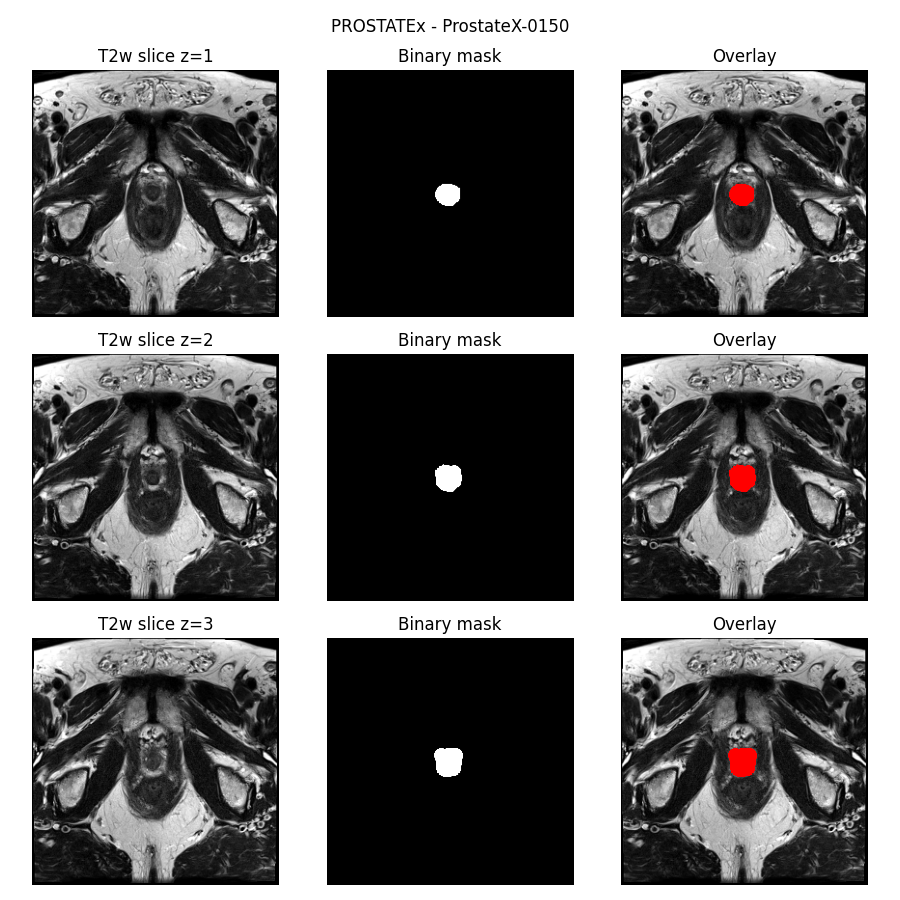 PROSTATEx - ProstateX-0150
T2w slice z=1
Binary mask
Overlay
T2w slice z=2
Binary mask
Overlay
T2w slice z=3
Binary mask
Overlay